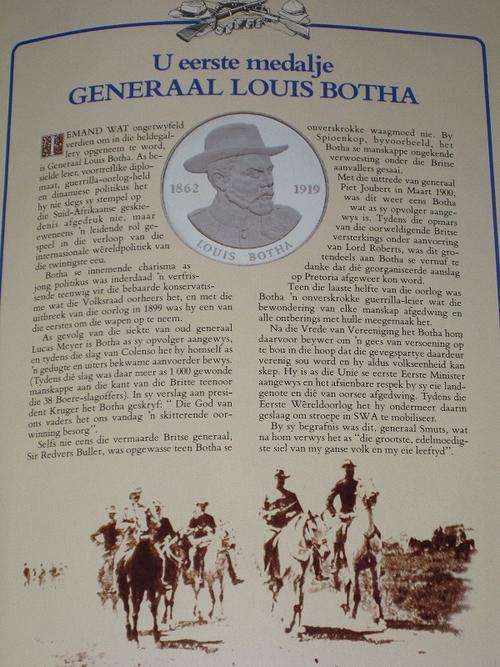 U eerste medalje
GENERAAL LOUIS BOTHA
IEMAND WAT ongetwyfeld
verdien om in die heldegal-
lery opgeneem te word,
is Generaal Louis Botha. As be-
sielde leier, voortreflike diplo-
maat, guerrilla-oorlog-held
en dinamiese politikus het
hy nie slegs sy stempel op
die Suid-Afrikaanse geskie-
denis afgedruk nie, maar
eweneens 'n leidende rol ge-
speel in die verloop van die
internasionale wêreldpolitiek van
die twintigste eeu.
Botha se innemende charisma as
jong politikus was inderdaad 'n verfris-
sende eenwig vir die bebaarde konservatis-
me wat die Volksraad oorheers het, en met die
uitbreek van die oorlog in 1899 was hy een van
die eerstes om die wapen op te neem.
As gevolg van die siekte van oud generaal
Lucas Meyer is Botha as sy opvolger aangewys,
en tydens die slag van Colenso het hy homself as
'n gedugte en uiters bekwame aanvoerder bewys.
(Tydens dié slag was daar meer as 1 000 gewonde
manskappe aan die kant van die Britte teenoor
die 38 Boere-slagoffers). In sy verslag aan presi-
dent Kruger het Botha geskryf: "Die God van
ons vaders het ons vandag 'n skitterende oor-
winning besorg".
Selfs nie eens die vermaarde Britse generaal,
Sir Redvers Buller, was opgewasse teen Botha se
1862
1919
LOUIS BOTHA
onverskrokke waagmoed nie. By
Spioenkop, byvoorbeeld, het
Botha se manskappe ongekende
verwoesting onder die Britse
aanvallers gesaai.
Met die uittrede van generaal
Piet Joubert in Maart 1900,
was dit weer eens Botha
wat as sy opvolger aange-
wys is. Tydens die opmars
van die oorweldigende Britse
versterkings onder aanvoering
van Lord Roberts, was dit gro-
tendeels aan Botha se vernuf te
danke dat dié georganiseerde aanslag
op Pretoria afgeweer kon word.
Teen die laaste helfte van die oorlog was
Botha 'n onverskrokke guerrilla-leier wat die
bewondering van elke manskap afgedwing en
alle ontberings met hulle meegemaak het.
Na die Vrede van Vereeniging het Botha hom
daarvoor beywer om 'n gees van versoening op
te bou in die hoop dat die gevegspartye daardeur
verenig sou word en hy aldus volkseenheid kan
skep. Hy is as die Unie se eerste Eerste Minister
aangewys en het afsienbare respek by sy eie land-
genote en dié van oorsee afgedwing. Tydens die
Eerste Wêreldoorlog het hy ondermeer daarin
geslaag om stroepe in SWA te mobiliseer.
By sy begrafnis was dit, generaal Smuts, wat
na hom verwys het as "die grootste, edelmoedig-
ste siel van my ganse volk en my eie leeftyd".